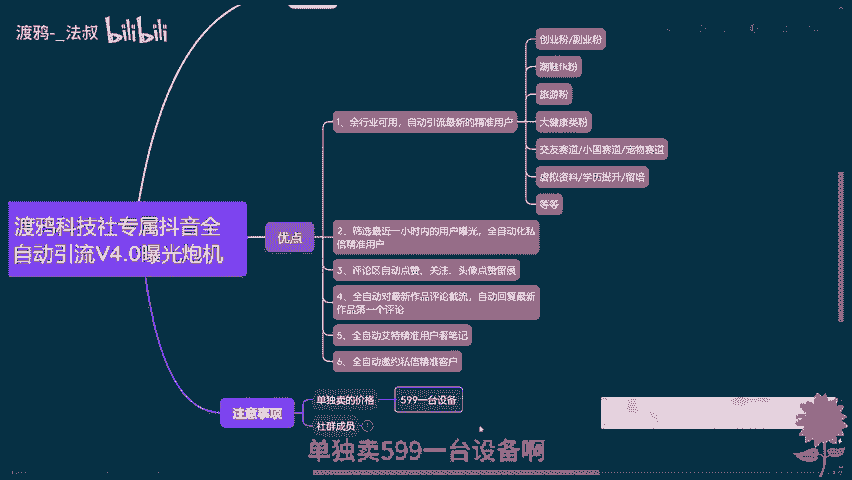 渡鸦-_法叔 bilibili
创业粉/副业粉
潮鞋fk粉
旅游粉
1、全行业可用，自动引流最新的精准用户
大健康类粉
交友赛道/小国赛道/宠物赛道
虚拟资料/学历提升/留培
等等
渡鸦科技社专属抖音全
自动引流V4.0曝光炮机
优点
2、筛选最近一小时内的用户曝光，全自动化私
信精准用户
3、评论区自动点赞、关注、头像点赞留痕
4、全自动对最新作品评论截流，自动回复最新
作品第一个评论
5、全自动艾特精准用户看笔记
6、全自动邀约私信精准客户
注意事项
单独卖的价格
599一台设备
社群成员
单独卖599一台设备啊